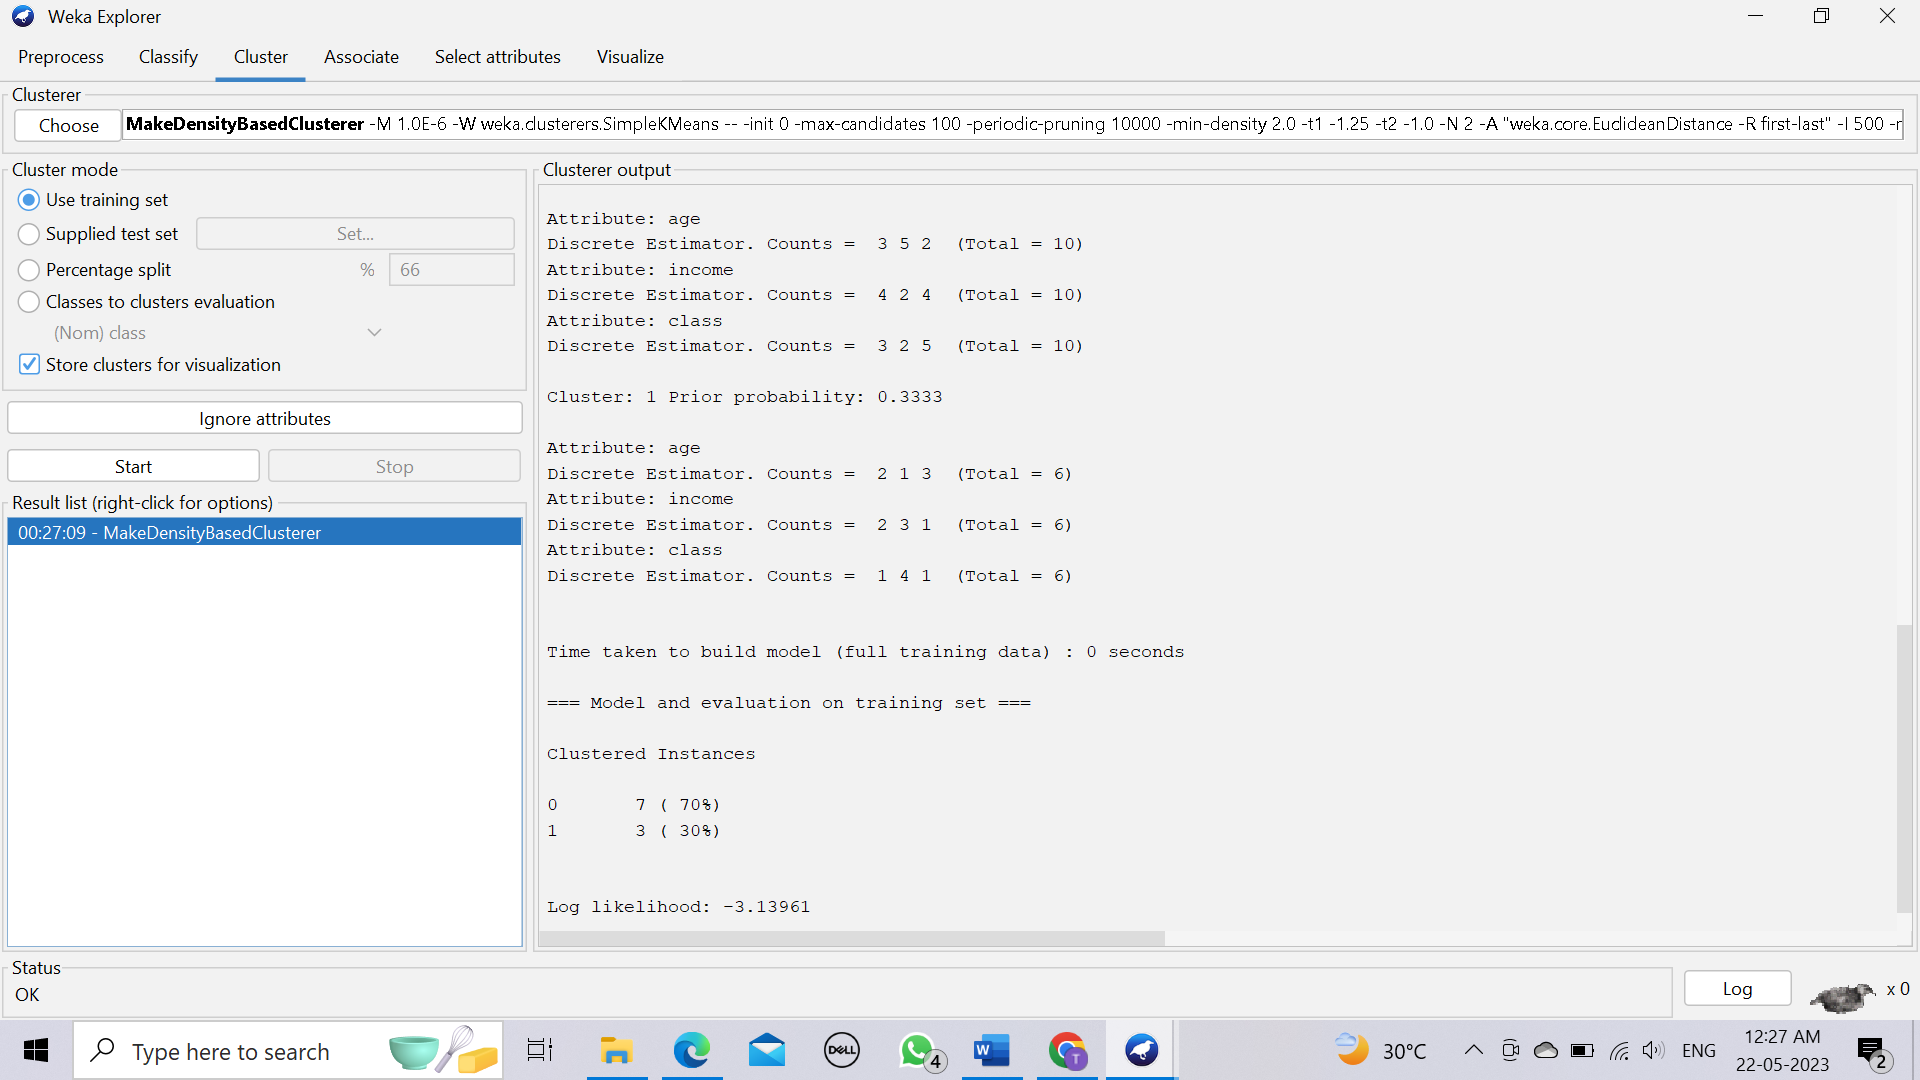 Weka Explorer
Preprocess Classify Cluster Associate Select attributes Visualize
Clusterer
Choose MakeDensityBasedClusterer -M 1.0E-6 -W weka.clusterers.SimpleKMeans -- -init 0 -max-candidates 100 -periodic-pruning 10000 -min-density 2.0 -t1 -1.25 -t2 -1.0 -N 2 -A "weka.core.EuclideanDistance -R first-last" -I 500 -r
Cluster mode
Use training set
Supplied test set Set...
Percentage split % 66
Classes to clusters evaluation
(Nom) class
Store clusters for visualization
Ignore attributes
Start Stop
Result list (right-click for options)
00:27:09 - MakeDensityBasedClusterer
Clusterer output
Attribute: age
Discrete Estimator. Counts = 3 5 2 (Total = 10)
Attribute: income
Discrete Estimator. Counts = 4 2 4 (Total = 10)
Attribute: class
Discrete Estimator. Counts = 3 2 5 (Total = 10)
Cluster: 1 Prior probability: 0.3333
Attribute: age
Discrete Estimator. Counts = 2 1 3 (Total = 6)
Attribute: income
Discrete Estimator. Counts = 2 3 1 (Total = 6)
Attribute: class
Discrete Estimator. Counts = 1 4 1 (Total = 6)
Time taken to build model (full training data) : 0 seconds
=== Model and evaluation on training set ===
Clustered Instances
0 7 ( 70%)
1 3 ( 30%)
Log likelihood: -3.13961
Status
OK
Log x 0
Type here to search
DELL
4
W
T
30°C
ENG
12:27 AM
22-05-2023
2